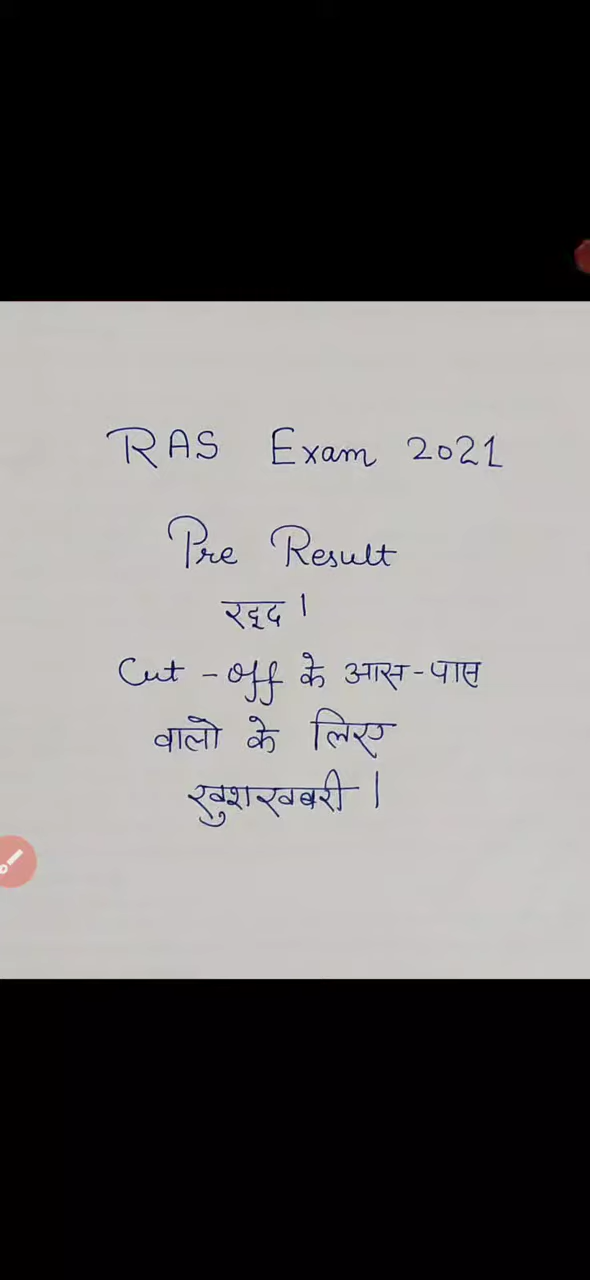 RAS Exam 2021
Pre Result
रद्द।
Cut-off के आस-पास
वालो के लिए
खुशखबरी।